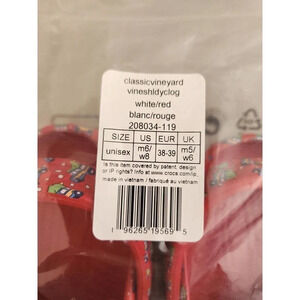 classicvineyard
vineshldyclog
white/red
blanc/rouge
208034-119
SIZE US EUR UK
unisex m6/w8 38-39 m5/w6
Is this item covered by patent, design
or IP rights? Info at www.crocs.com/ip.
made in vietnam / fabriqué au vietnam
1 96265 19569 5